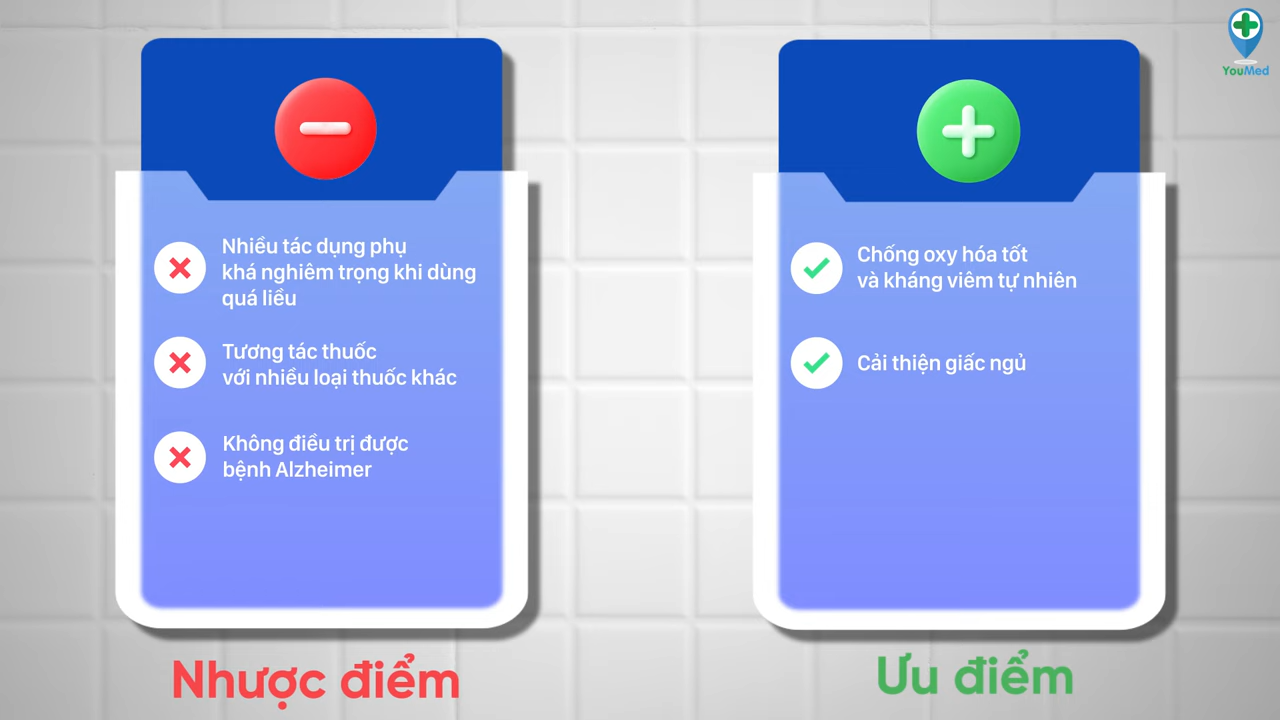 YouMed
Nhiều tác dụng phụ
khá nghiêm trọng khi dùng
quá liều
Tương tác thuốc
với nhiều loại thuốc khác
Không điều trị được
bệnh Alzheimer
Nhược điểm
Chống oxy hóa tốt
và kháng viêm tự nhiên
Cải thiện giấc ngủ
Ưu điểm